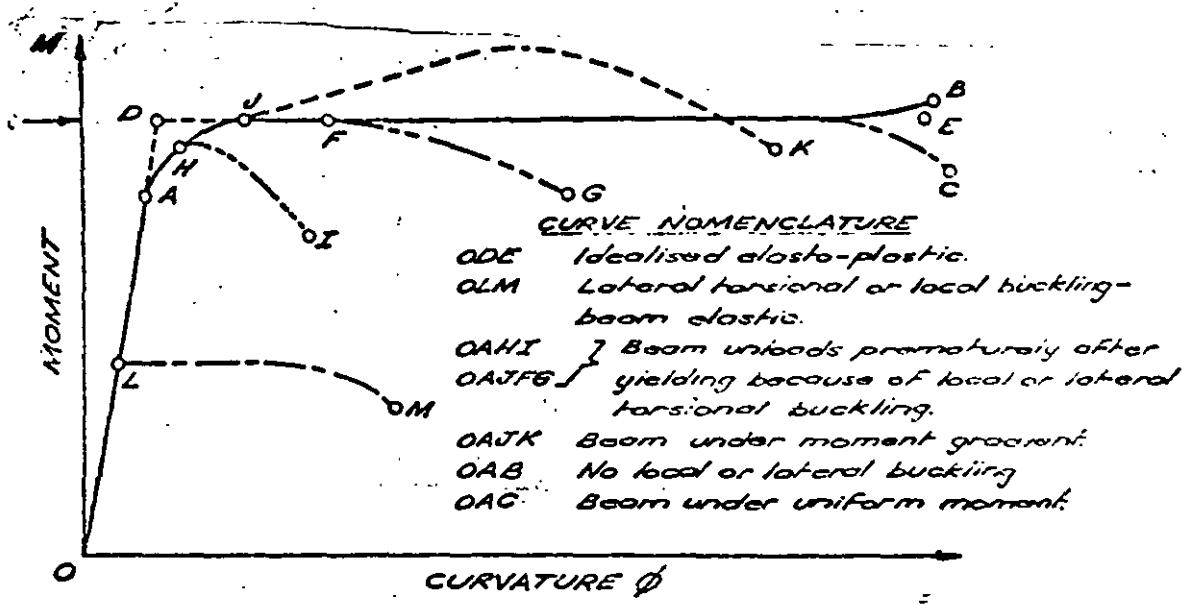 M
J
B
D
F
E
H
K
C
A
G
I
CURVE NOMENCLATURE
ODE Idealised elasto-plastic.
OLM Lateral torsional or local buckling-
beam elastic.
OAHI } Beam unloads prematurely after
OAJFG } yielding because of local or lateral
torsional buckling.
OAJK Beam under moment gradient.
OAB No local or lateral buckling
OAC Beam under uniform moment.
MOMENT
L
M
O
CURVATURE ϕ